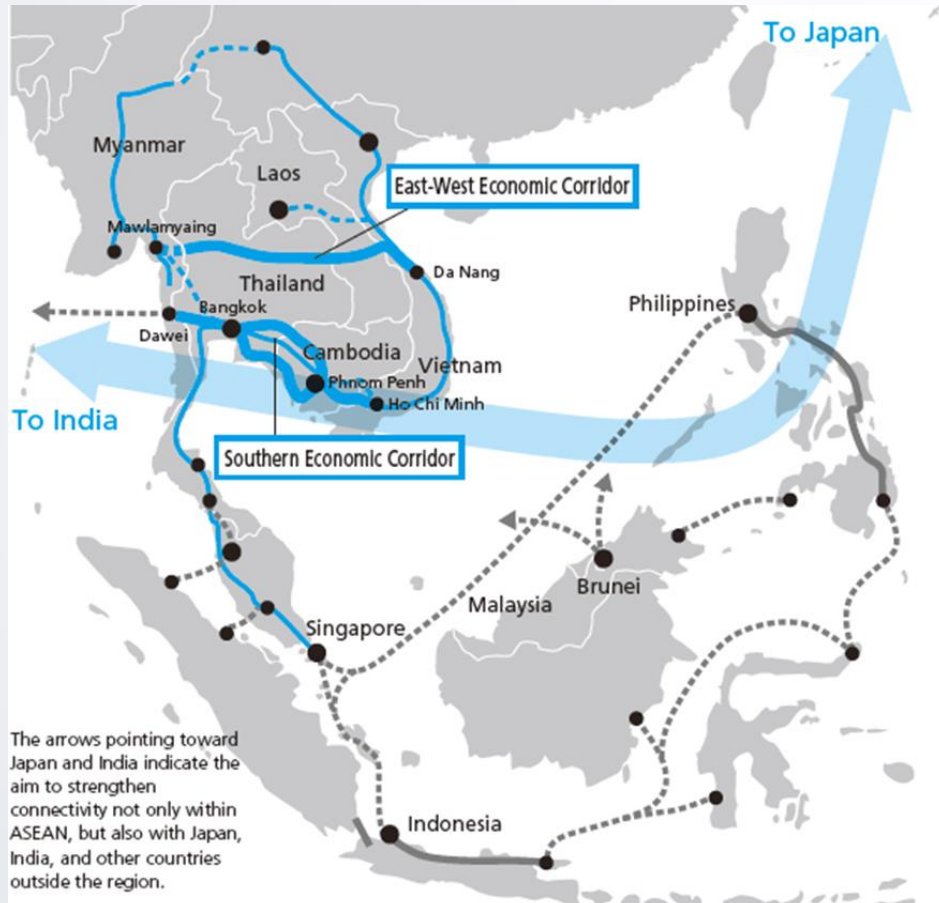 To Japan
Myanmar
Laos
East-West Economic Corridor
Mawlamyaing
Da Nang
Thailand
Bangkok
Philippines
Dawei
Cambodia
Vietnam
Phnom Penh
Ho Chi Minh
To India
Southern Economic Corridor
Brunei
Malaysia
Singapore
The arrows pointing toward
Japan and India indicate the
aim to strengthen
connectivity not only within
ASEAN, but also with Japan,
India, and other countries
outside the region.
Indonesia